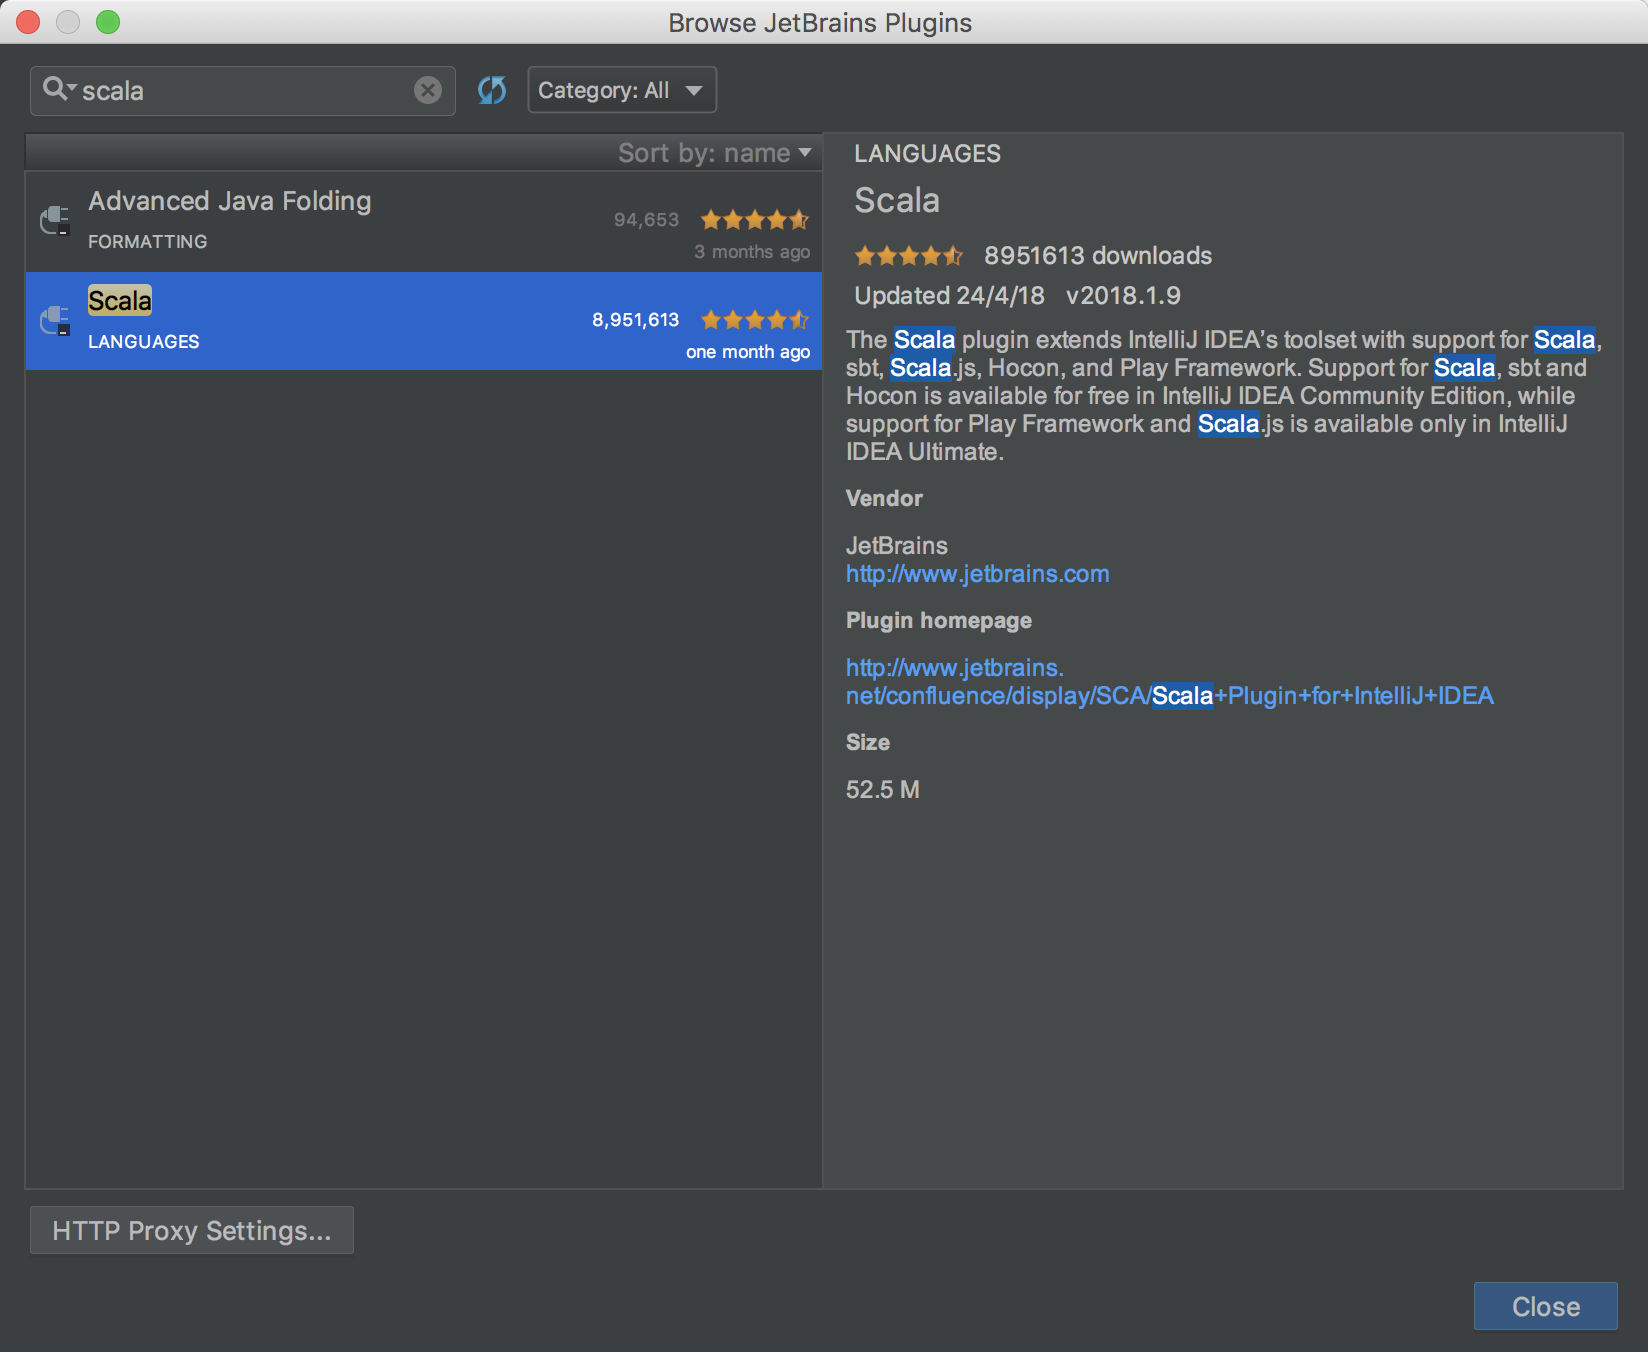 Browse JetBrains Plugins
scala
Category: All
Sort by: name
Advanced Java Folding
94,653
FORMATTING
3 months ago
Scala
8,951,613
LANGUAGES
one month ago
LANGUAGES
Scala
8951613 downloads
Updated 24/4/18 v2018.1.9
The Scala plugin extends IntelliJ IDEA’s toolset with support for Scala,
sbt, Scala.js, Hocon, and Play Framework. Support for Scala, sbt and
Hocon is available for free in IntelliJ IDEA Community Edition, while
support for Play Framework and Scala.js is available only in IntelliJ
IDEA Ultimate.
Vendor
JetBrains
http://www.jetbrains.com
Plugin homepage
http://www.jetbrains.
net/confluence/display/SCA/Scala+Plugin+for+IntelliJ+IDEA
Size
52.5 M
HTTP Proxy Settings...
Close